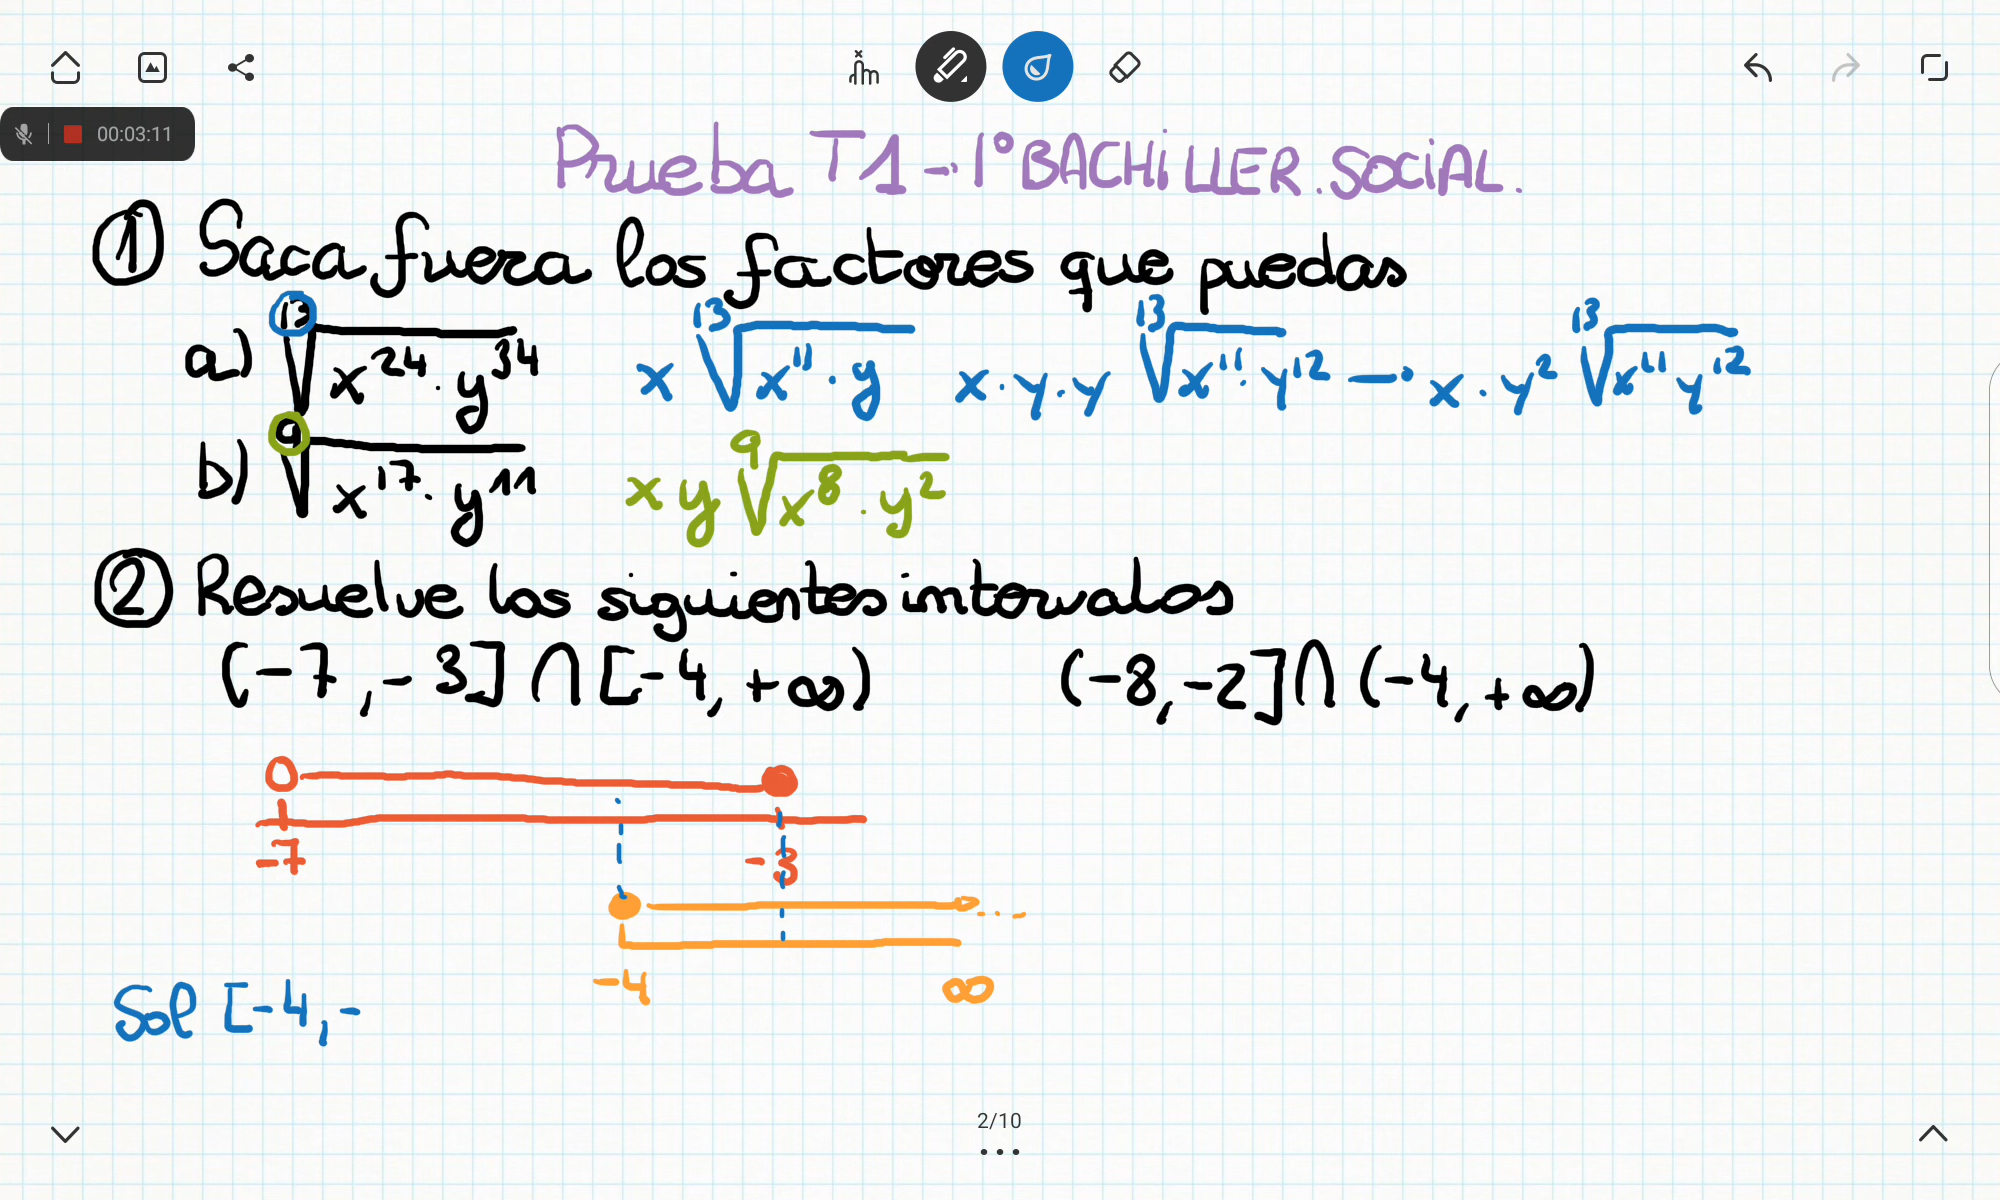 00:03:11
Prueba T1-1º BACHiLLER.SOCiAL.
① Saca fuera los factores que puedas
a) ¹³√x²⁴·y³⁴ x ¹³√x¹¹·y x·y·y ¹³√x¹¹·y¹² → x·y² ¹³√x¹¹y¹²
b) ⁹√x¹⁷·y¹¹ xy ⁹√x⁸·y²
② Resuelve los siguientes intervalos
(-7,-3]∩[-4,+∞) (-8,-2]∩(-4,+∞)
-7 -3
-4 ∞
Sol [-4,-
2/10